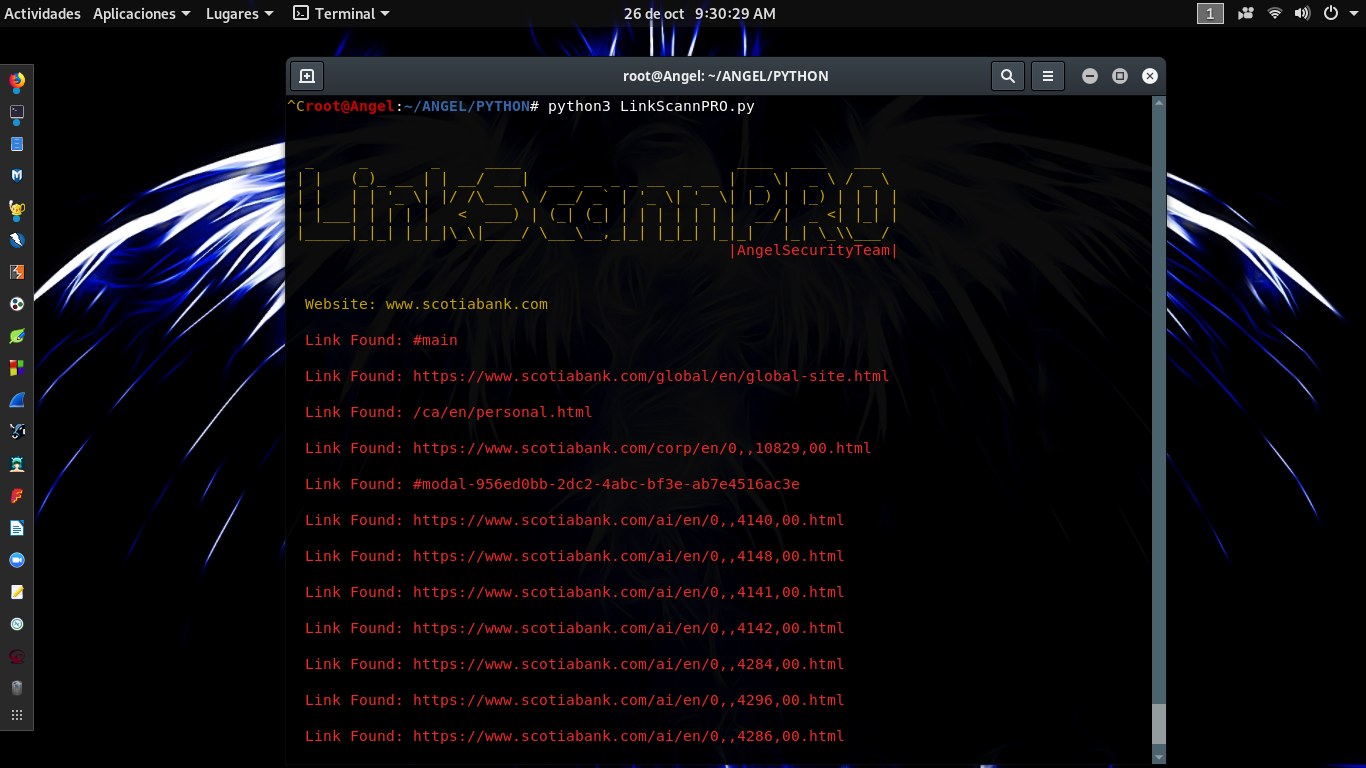 Actividades Aplicaciones Lugares Terminal 26 de oct 9:30:29 AM 1
root@Angel: ~/ANGEL/PYTHON
^Croot@Angel:~/ANGEL/PYTHON# python3 LinkScannPRO.py
LinkScannPRO
|AngelSecurityTeam|
Website: www.scotiabank.com
Link Found: #main
Link Found: https://www.scotiabank.com/global/en/global-site.html
Link Found: /ca/en/personal.html
Link Found: https://www.scotiabank.com/corp/en/0,,10829,00.html
Link Found: #modal-956ed0bb-2dc2-4abc-bf3e-ab7e4516ac3e
Link Found: https://www.scotiabank.com/ai/en/0,,4140,00.html
Link Found: https://www.scotiabank.com/ai/en/0,,4148,00.html
Link Found: https://www.scotiabank.com/ai/en/0,,4141,00.html
Link Found: https://www.scotiabank.com/ai/en/0,,4142,00.html
Link Found: https://www.scotiabank.com/ai/en/0,,4284,00.html
Link Found: https://www.scotiabank.com/ai/en/0,,4296,00.html
Link Found: https://www.scotiabank.com/ai/en/0,,4286,00.html